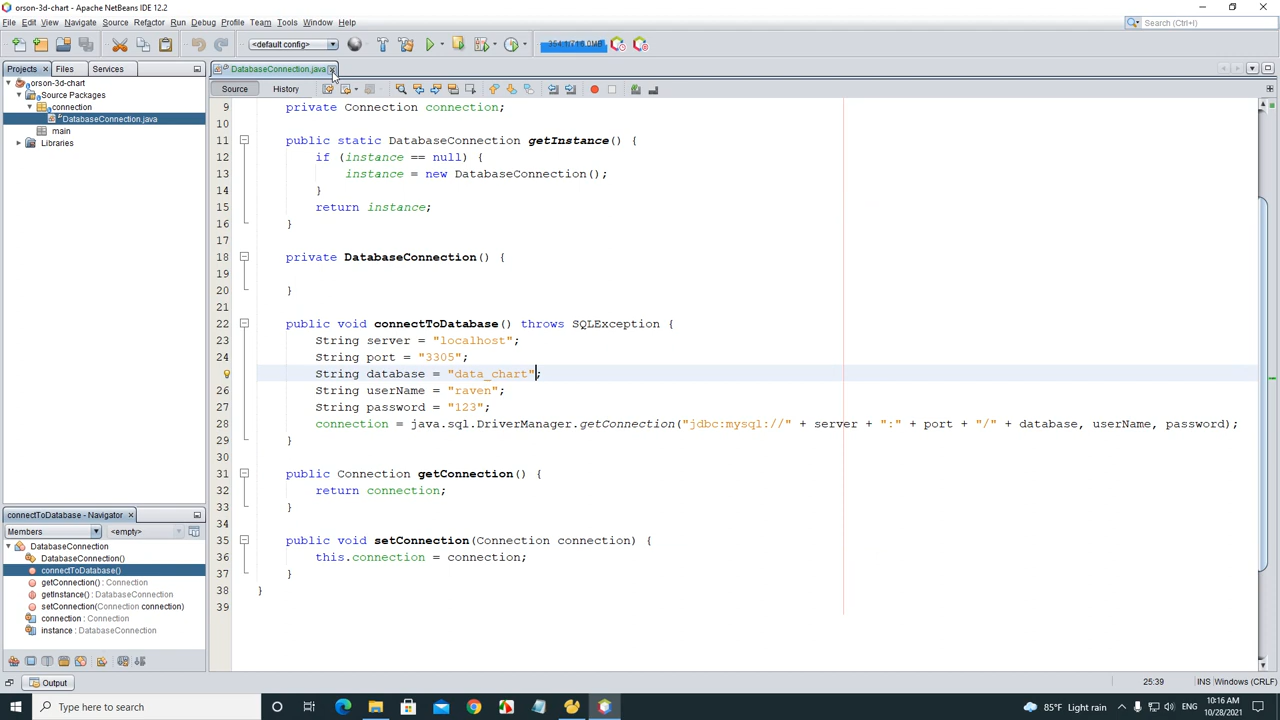 orson-3d-chart - Apache NetBeans IDE 12.2
File Edit View Navigate Source Refactor Run Debug Profile Team Tools Window Help
Search (Ctrl+I)
<default config>
Projects Files Services
DatabaseConnection.java
Source History
orson-3d-chart
Source Packages
connection
DatabaseConnection.java
main
Libraries
9 private Connection connection;
10
11 public static DatabaseConnection getInstance() {
12 if (instance == null) {
13 instance = new DatabaseConnection();
14 }
15 return instance;
16 }
17
18 private DatabaseConnection() {
19
20 }
21
22 public void connectToDatabase() throws SQLException {
23 String server = "localhost";
24 String port = "3305";
String database = "data_chart";
26 String userName = "raven";
27 String password = "123";
28 connection = java.sql.DriverManager.getConnection("jdbc:mysql://" + server + ":" + port + "/" + database, userName, password);
29 }
30
31 public Connection getConnection() {
32 return connection;
33 }
34
35 public void setConnection(Connection connection) {
36 this.connection = connection;
37 }
38 }
39
connectToDatabase - Navigator
Members <empty>
DatabaseConnection
DatabaseConnection()
connectToDatabase()
getConnection() : Connection
getInstance() : DatabaseConnection
setConnection(Connection connection)
connection : Connection
instance : DatabaseConnection
Output
25:39 INS Windows (CRLF)
Type here to search
85°F Light rain
ENG
10:16 AM
10/28/2021